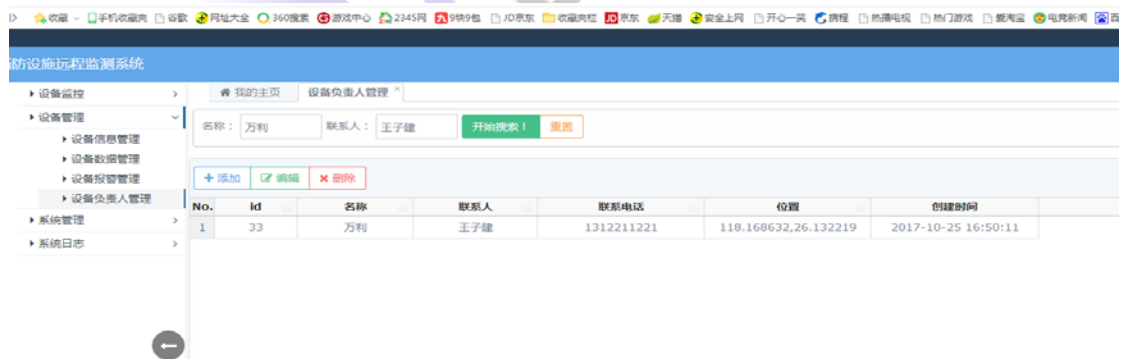 收藏 手机收藏夹 谷歌 网址大全 360搜索 游戏中心 2345网 9块9包 JD京东 收藏夹栏 JD 京东 天猫 安全上网 开心一笑 携程 热播电视 热门游戏 爱淘宝 电竞新闻 百
防设施远程监测系统
设备监控
我的主页 设备负责人管理
设备管理
名称： 万利 联系人： 王子建 开始搜索！ 重置
设备信息管理
设备数据管理
设备报警管理
添加 编辑 删除
设备负责人管理
No. id 名称 联系人 联系电话 位置 创建时间
系统管理
1 33 万利 王子建 1312211221 118.168632,26.132219 2017-10-25 16:50:11
系统日志